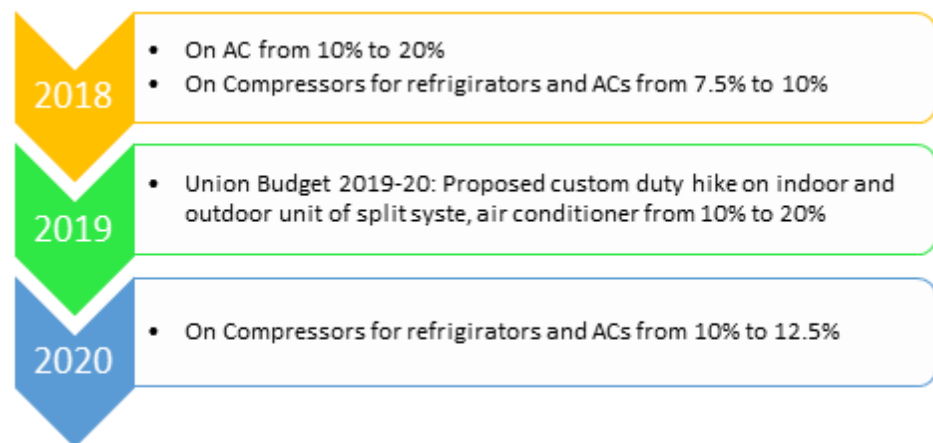 2018
• On AC from 10% to 20%
• On Compressors for refrigirators and ACs from 7.5% to 10%
2019
• Union Budget 2019-20: Proposed custom duty hike on indoor and
outdoor unit of split syste, air conditioner from 10% to 20%
2020
• On Compressors for refrigirators and ACs from 10% to 12.5%